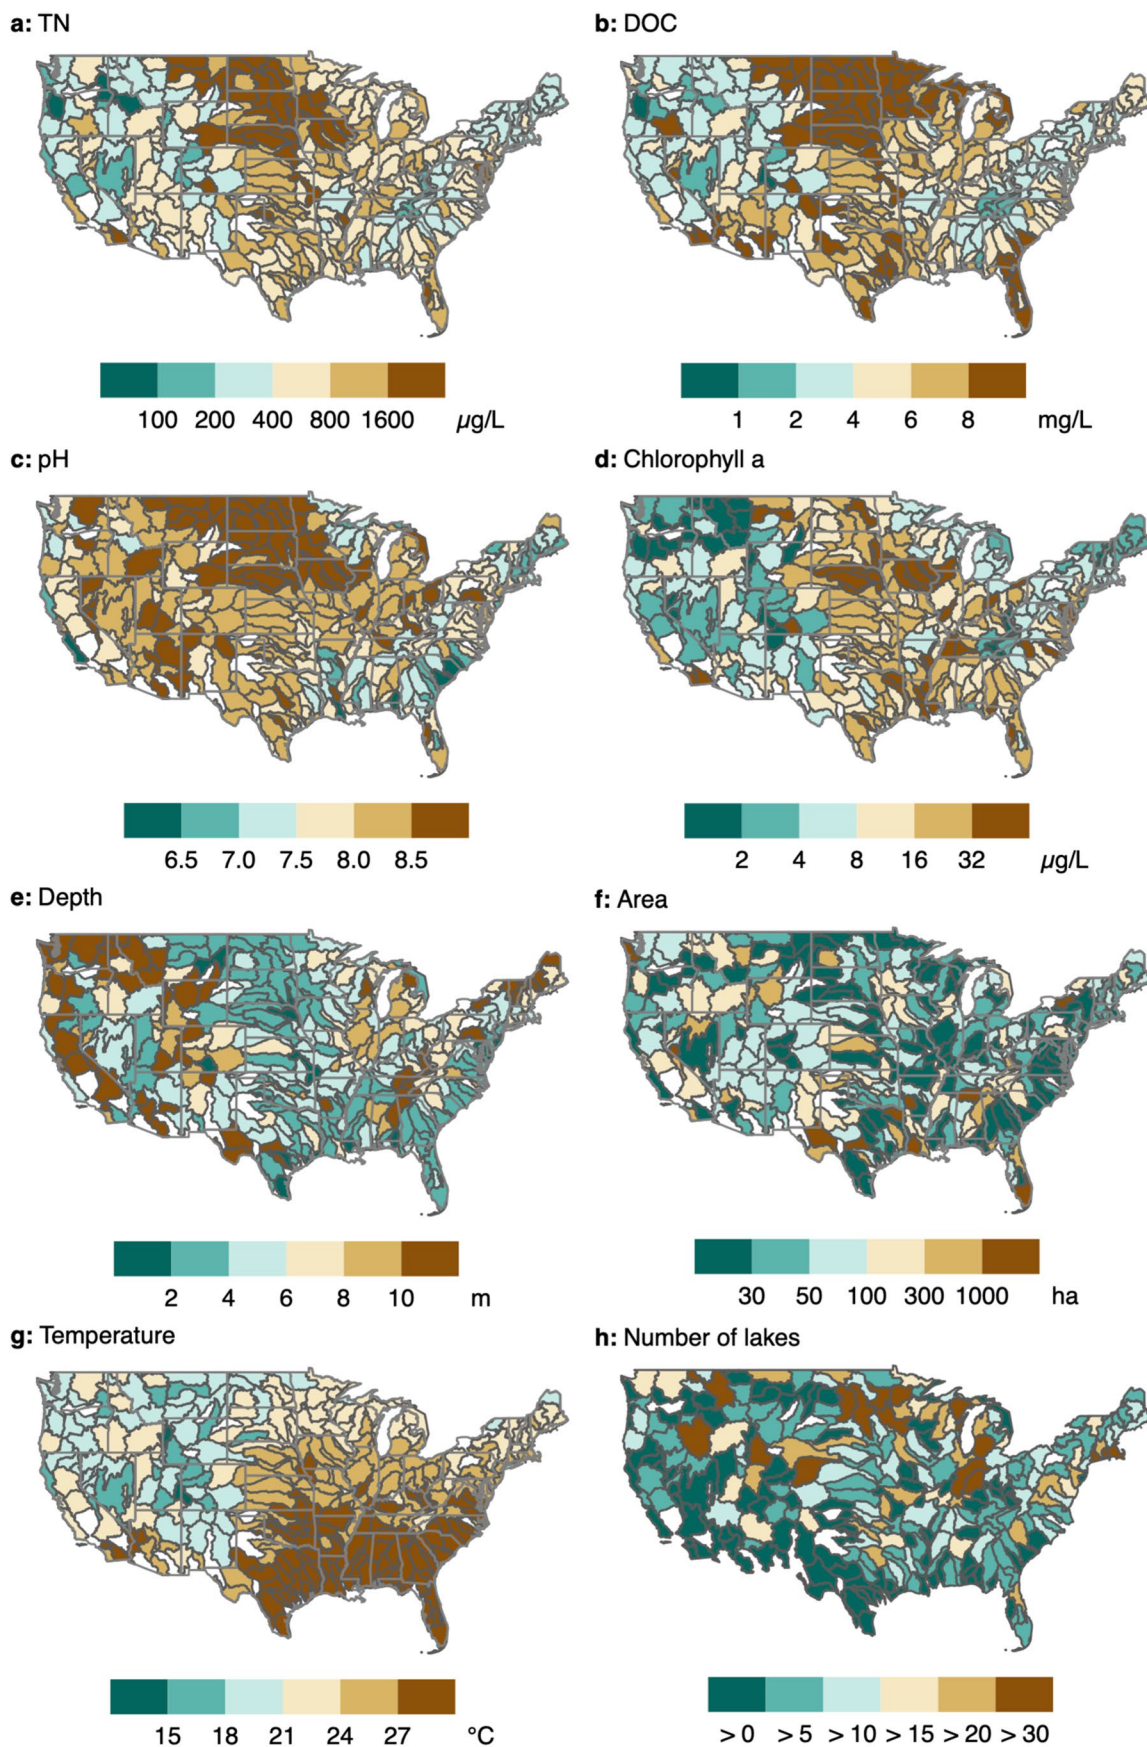 a: TN
b: DOC
100 200 400 800 1600 µg/L
1 2 4 6 8 mg/L
c: pH
d: Chlorophyll a
6.5 7.0 7.5 8.0 8.5
2 4 8 16 32 µg/L
e: Depth
f: Area
2 4 6 8 10 m
30 50 100 300 1000 ha
g: Temperature
h: Number of lakes
15 18 21 24 27 °C
> 0 > 5 > 10 > 15 > 20 > 30